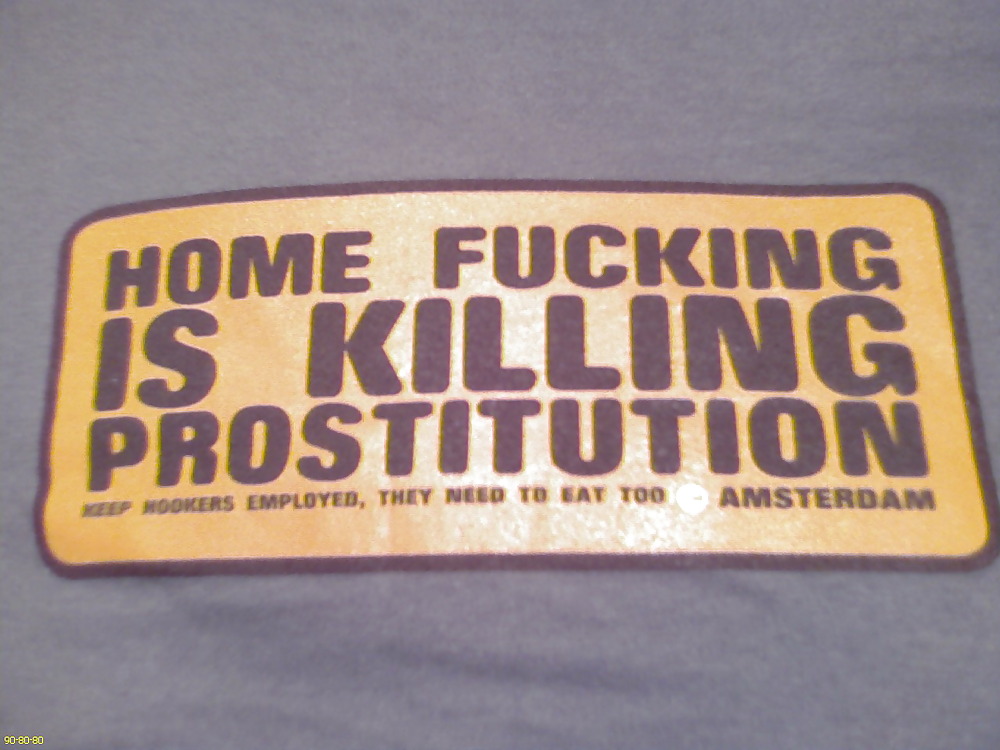 HOME FUCKING
IS KILLING
PROSTITUTION
KEEP HOOKERS EMPLOYED, THEY NEED TO EAT TOO AMSTERDAM
90-80-80